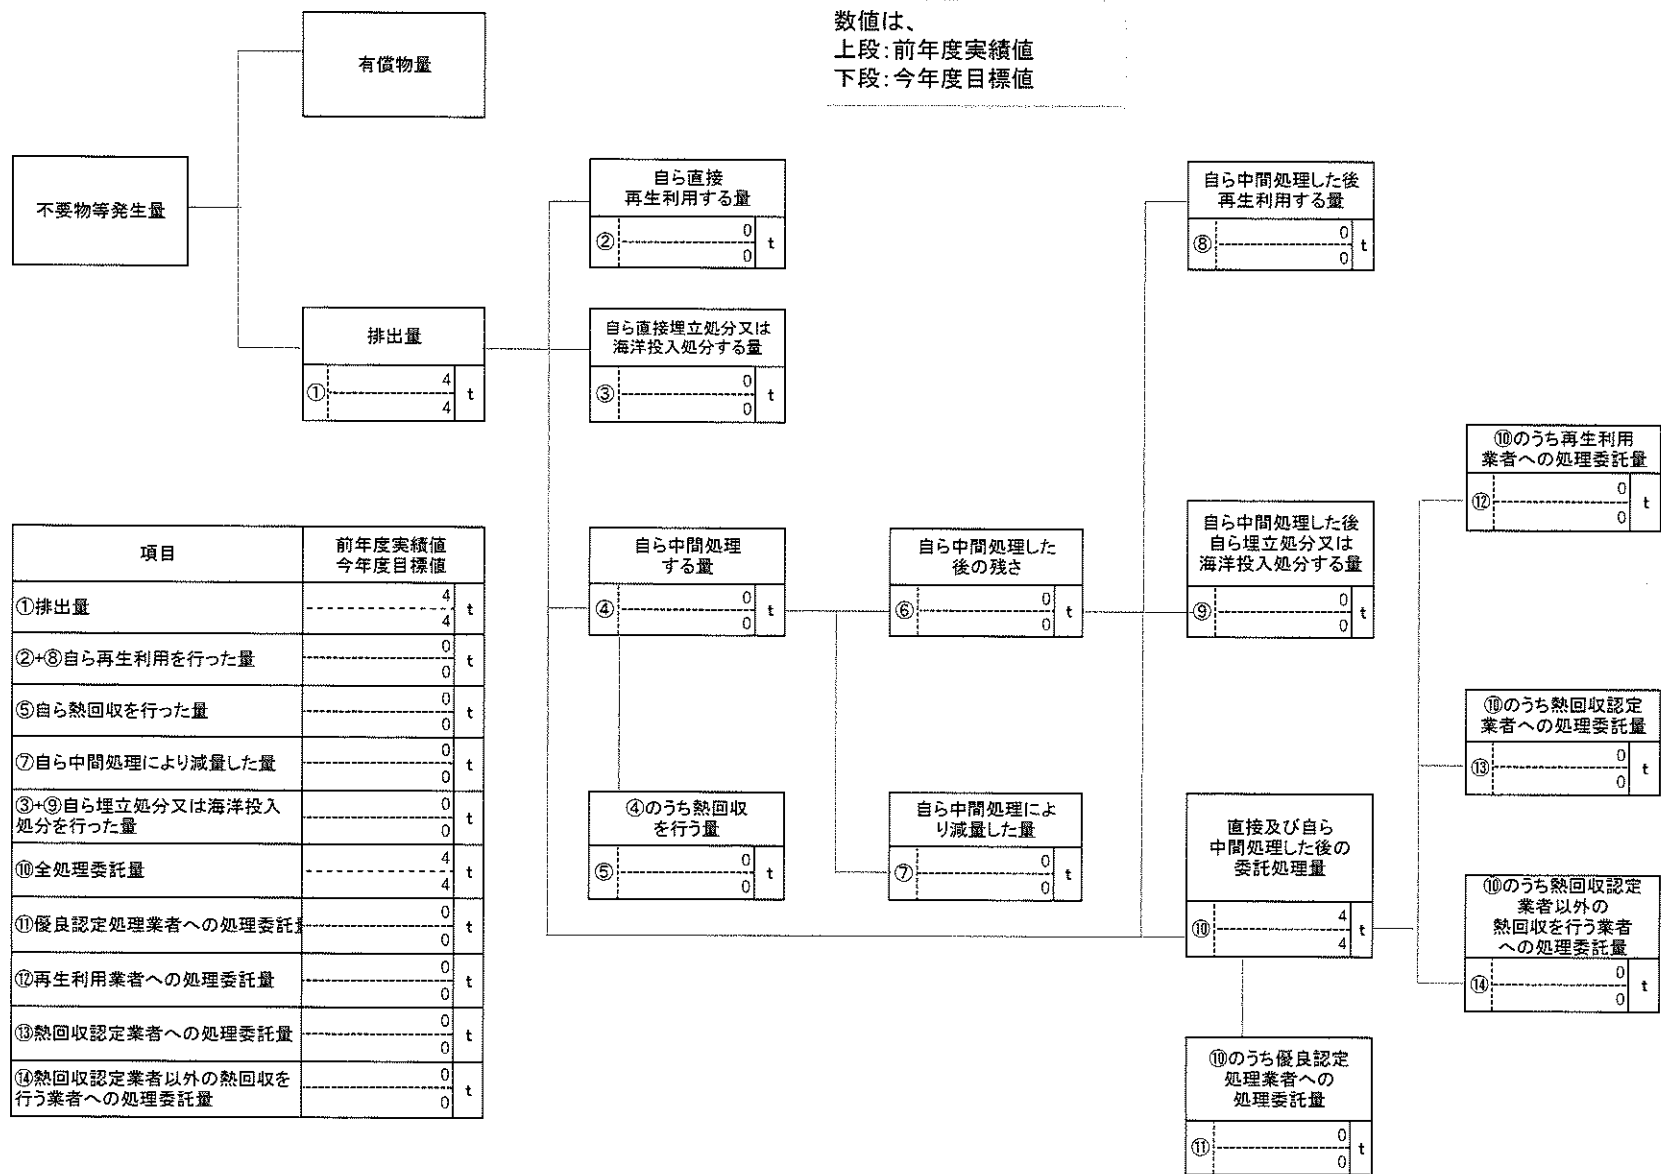 数値は、
上段:前年度実績値
下段:今年度目標値
有償物量
不要物等発生量
排出量
① 4 t
4
自ら直接
再生利用する量
② 0 t
0
自ら直接埋立処分又は
海洋投入処分する量
③ 0 t
0
自ら中間処理
する量
④ 0 t
0
④のうち熱回収
を行う量
⑤ 0 t
0
自ら中間処理した
後の残さ
⑥ 0 t
0
自ら中間処理によ
り減量した量
⑦ 0 t
0
自ら中間処理した後
再生利用する量
⑧ 0 t
0
自ら中間処理した後
自ら埋立処分又は
海洋投入処分する量
⑨ 0 t
0
直接及び自ら
中間処理した後の
委託処理量
⑩ 4 t
4
⑩のうち優良認定
処理業者への
処理委託量
⑪ 0 t
0
⑩のうち再生利用
業者への処理委託量
⑫ 0 t
0
⑩のうち熱回収認定
業者への処理委託量
⑬ 0 t
0
⑩のうち熱回収認定
業者以外の
熱回収を行う業者
への処理委託量
⑭ 0 t
0
項目
前年度実績値
今年度目標値
①排出量 4 t
4
②+⑧自ら再生利用を行った量 0 t
0
⑤自ら熱回収を行った量 0 t
0
⑦自ら中間処理により減量した量 0 t
0
③+⑨自ら埋立処分又は海洋投入
処分を行った量
0 t
0
⑩全処理委託量 4 t
4
⑪優良認定処理業者への処理委託 0 t
0
⑫再生利用業者への処理委託量 0 t
0
⑬熱回収認定業者への処理委託量 0 t
0
⑭熱回収認定業者以外の熱回収を
行う業者への処理委託量
0 t
0